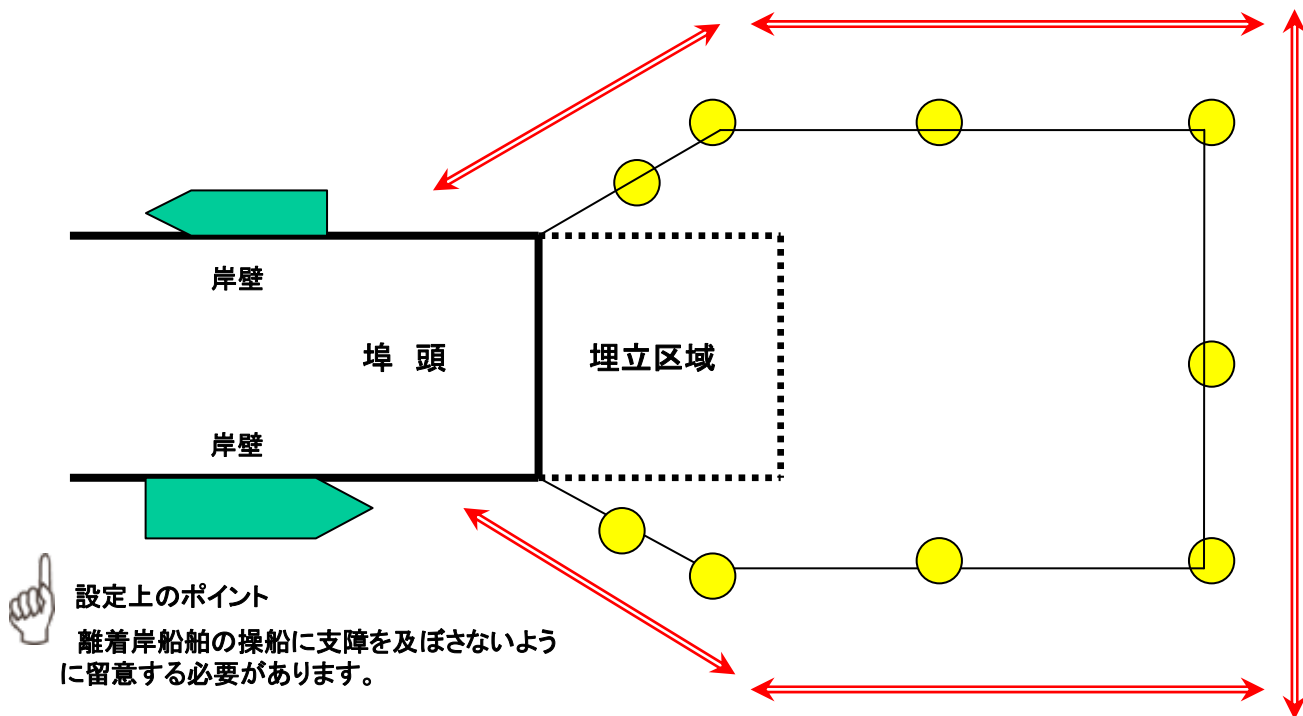 岸壁
埠 頭
埋立区域
岸壁
設定上のポイント
離着岸船舶の操船に支障を及ぼさないよう
に留意する必要があります。